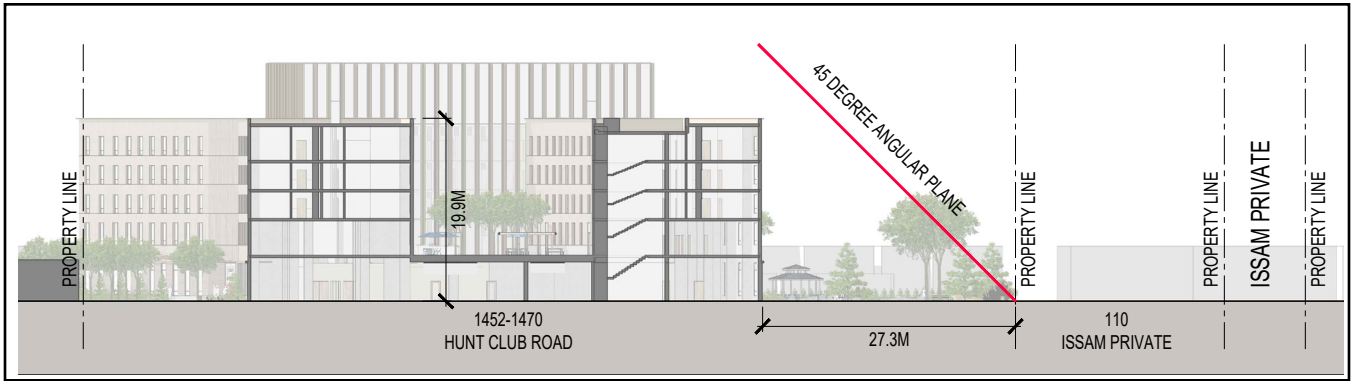 PROPERTY LINE
19.9M
45 DEGREE ANGULAR PLANE
PROPERTY LINE
PROPERTY LINE
ISSAM PRIVATE
PROPERTY LINE
1452-1470
HUNT CLUB ROAD
27.3M
110
ISSAM PRIVATE